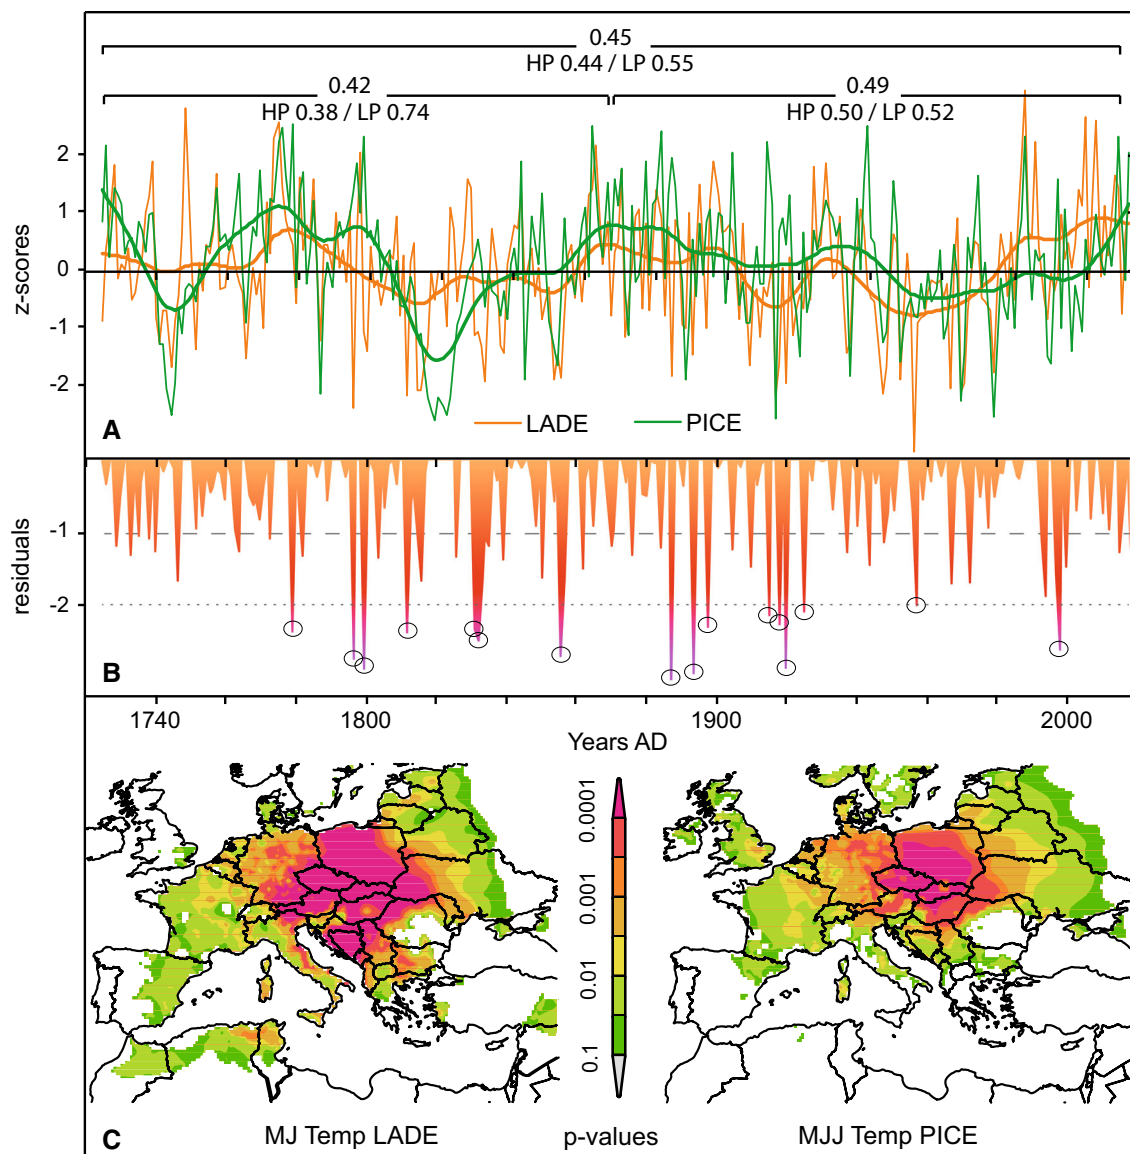 0.45
HP 0.44 / LP 0.55
0.42
HP 0.38 / LP 0.74
0.49
HP 0.50 / LP 0.52
z-scores
2
1
0
-1
-2
A
LADE
PICE
residuals
-1
-2
B
1740
1800
1900
2000
Years AD
0.0001
0.001
0.01
0.1
C
MJ Temp LADE
p-values
MJJ Temp PICE